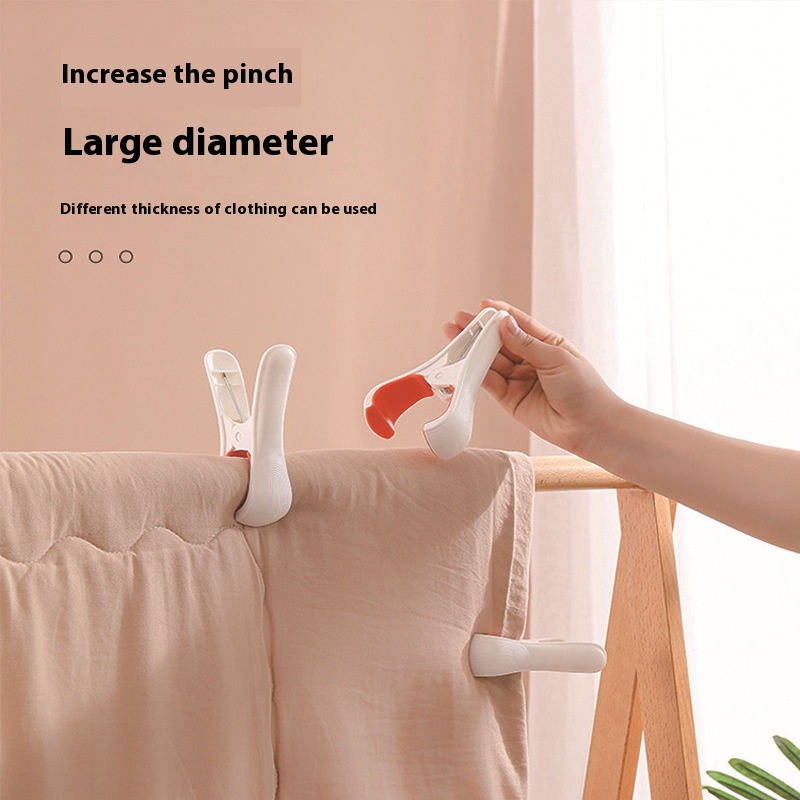 Increase the pinch
Large diameter
Different thickness of clothing can be used